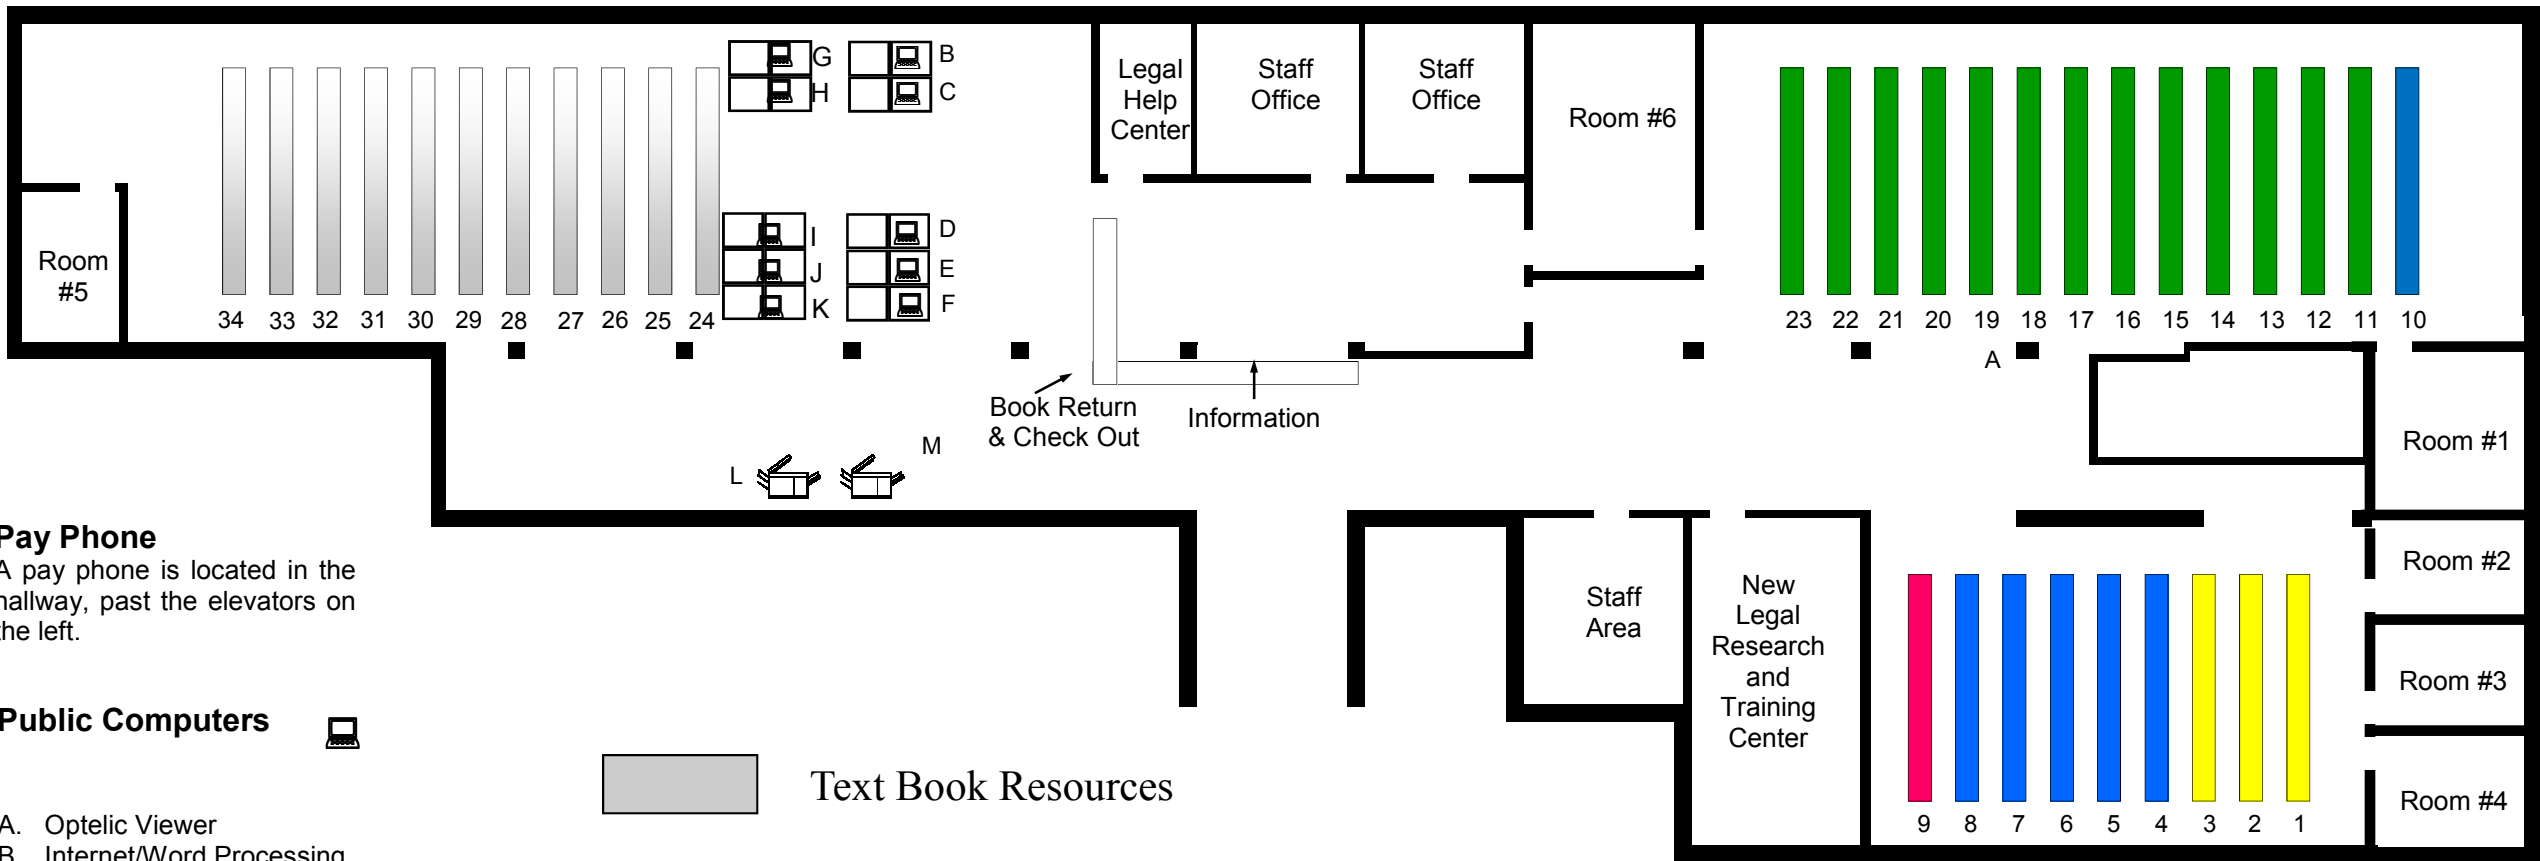 G
B
H
C
Legal
Help
Center
Staff
Office
Staff
Office
Room #6
I
D
J
E
K
F
Room
#5
34 33 32 31 30 29 28 27 26 25 24
23 22 21 20 19 18 17 16 15 14 13 12 11 10
A
Book Return
& Check Out
Information
M
L
Room #1
Room #2
Room #3
Room #4
Staff
Area
New
Legal
Research
and
Training
Center
9 8 7 6 5 4 3 2 1
Pay Phone
A pay phone is located in the
hallway, past the elevators on
the left.
Public Computers
Text Book Resources
A. Optelic Viewer
B. Internet/Word Processing